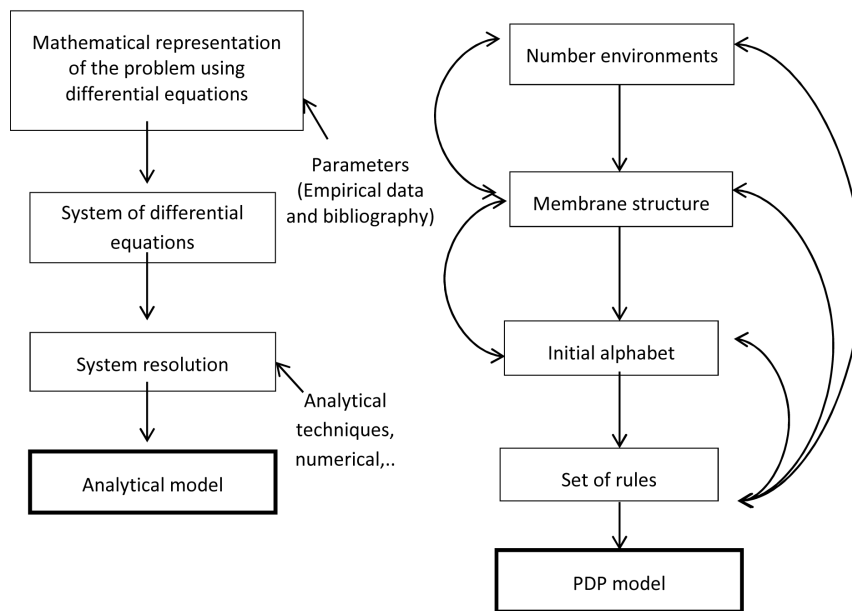 Mathematical representation
of the problem using
differential equations
Parameters
(Empirical data
and bibliography)
System of differential
equations
System resolution
Analytical
techniques,
numerical,..
Analytical model
Number environments
Membrane structure
Initial alphabet
Set of rules
PDP model